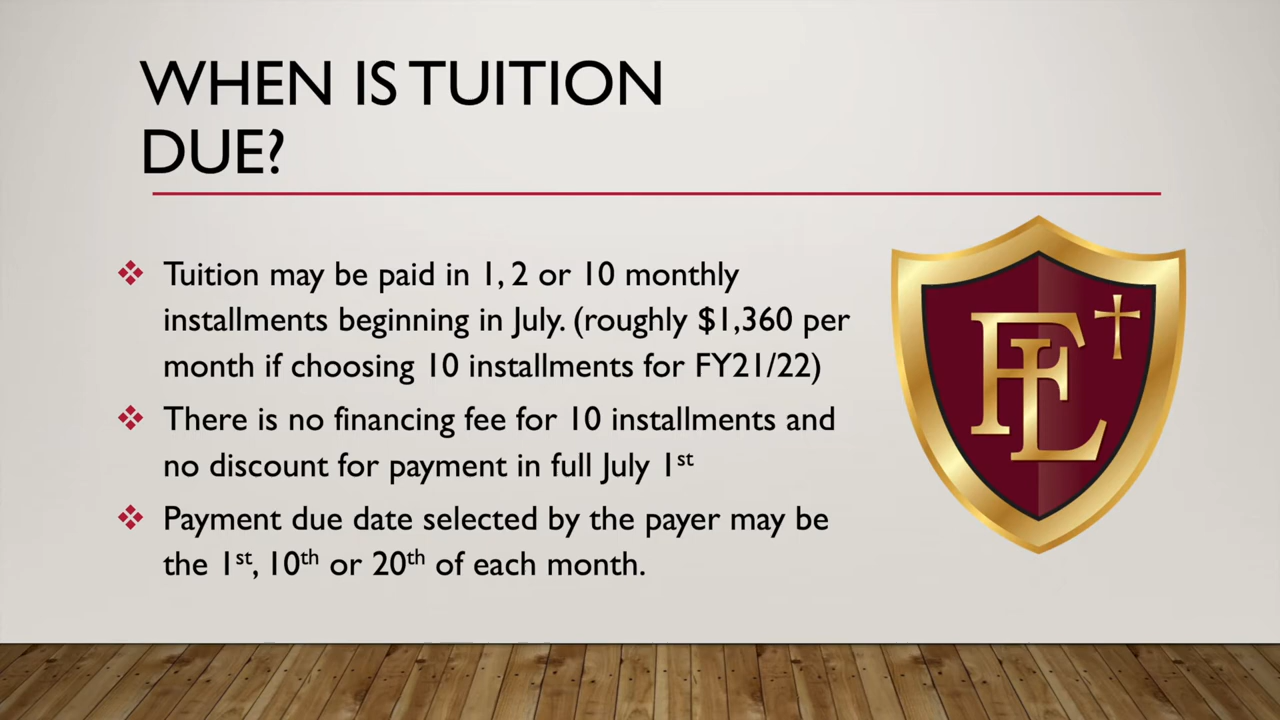 WHEN IS TUITION
DUE?
Tuition may be paid in 1, 2 or 10 monthly
installments beginning in July. (roughly $1,360 per
month if choosing 10 installments for FY21/22)
There is no financing fee for 10 installments and
no discount for payment in full July 1st
Payment due date selected by the payer may be
the 1st, 10th or 20th of each month.
FL